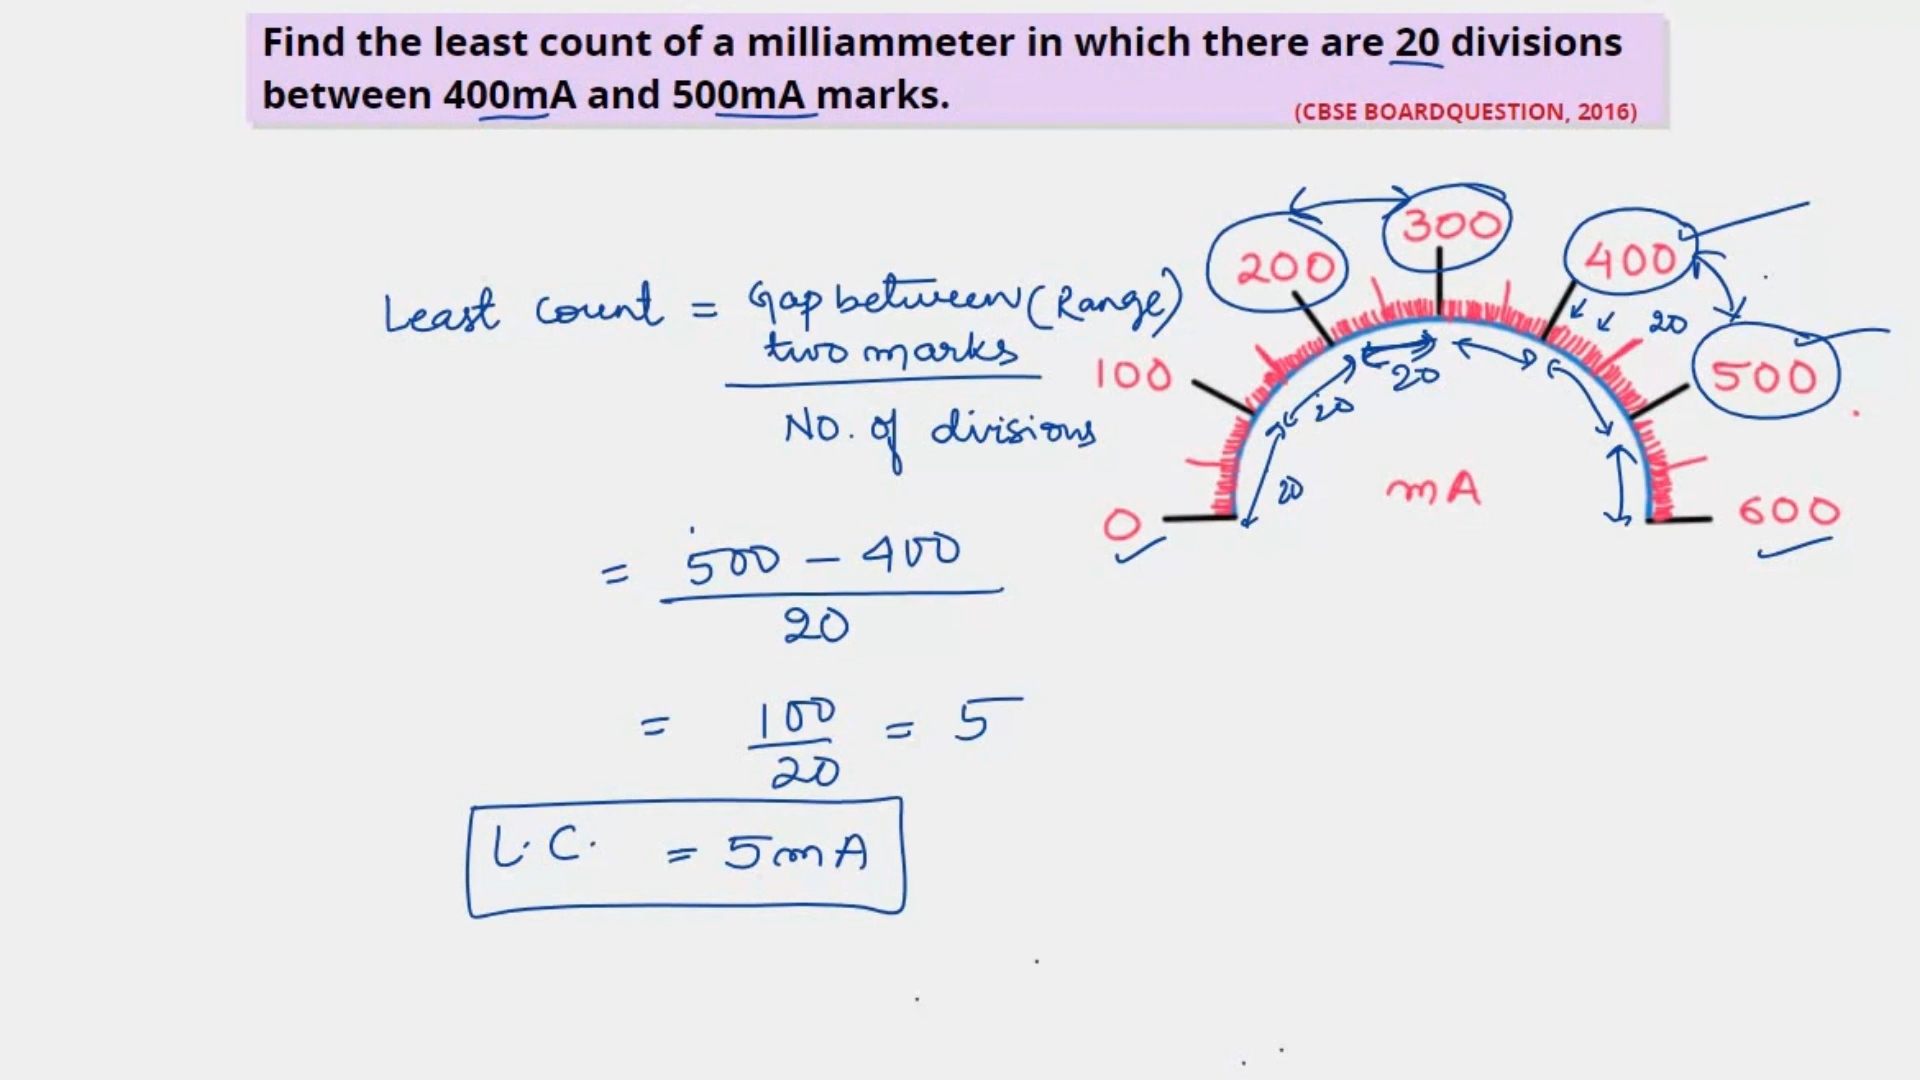 Find the least count of a milliammeter in which there are 20 divisions
between 400mA and 500mA marks.
(CBSE BOARDQUESTION, 2016)
Least count = Gap between (Range)
two marks
No. of divisions
= 500 - 400
20
= 100 = 5
20
L.C. = 5mA
0
100
200
300
400
500
600
20
20
20
20
mA